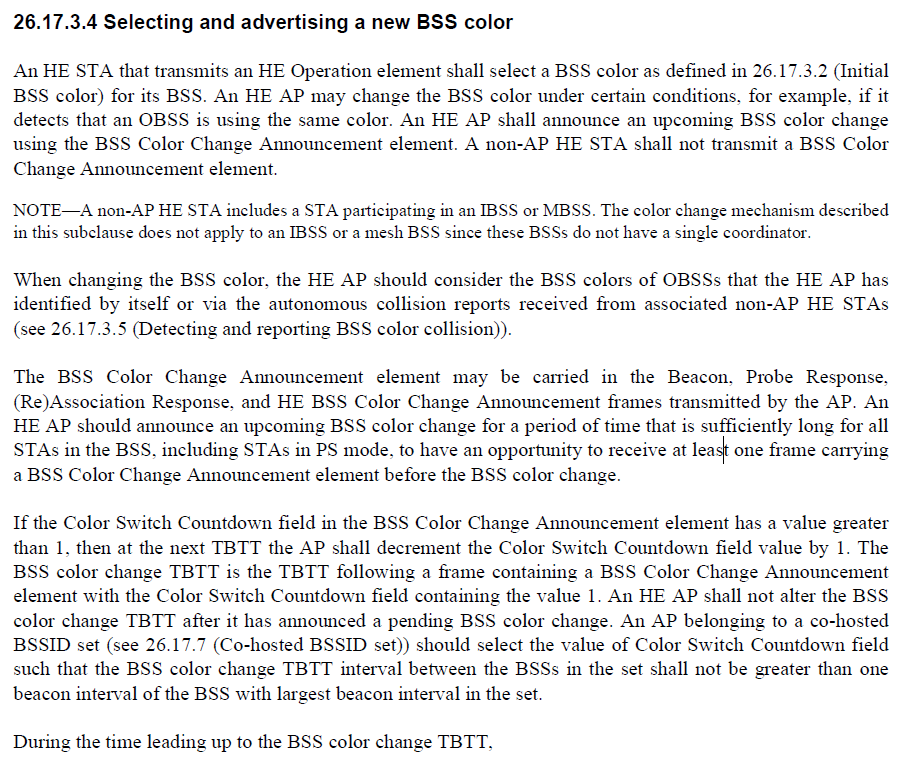 26.17.3.4 Selecting and advertising a new BSS color
An HE STA that transmits an HE Operation element shall select a BSS color as defined in 26.17.3.2 (Initial
BSS color) for its BSS. An HE AP may change the BSS color under certain conditions, for example, if it
detects that an OBSS is using the same color. An HE AP shall announce an upcoming BSS color change
using the BSS Color Change Announcement element. A non-AP HE STA shall not transmit a BSS Color
Change Announcement element.
NOTE—A non-AP HE STA includes a STA participating in an IBSS or MBSS. The color change mechanism described
in this subclause does not apply to an IBSS or a mesh BSS since these BSSs do not have a single coordinator.
When changing the BSS color, the HE AP should consider the BSS colors of OBSSs that the HE AP has
identified by itself or via the autonomous collision reports received from associated non-AP HE STAs
(see 26.17.3.5 (Detecting and reporting BSS color collision)).
The BSS Color Change Announcement element may be carried in the Beacon, Probe Response,
(Re)Association Response, and HE BSS Color Change Announcement frames transmitted by the AP. An
HE AP should announce an upcoming BSS color change for a period of time that is sufficiently long for all
STAs in the BSS, including STAs in PS mode, to have an opportunity to receive at least one frame carrying
a BSS Color Change Announcement element before the BSS color change.
If the Color Switch Countdown field in the BSS Color Change Announcement element has a value greater
than 1, then at the next TBTT the AP shall decrement the Color Switch Countdown field value by 1. The
BSS color change TBTT is the TBTT following a frame containing a BSS Color Change Announcement
element with the Color Switch Countdown field containing the value 1. An HE AP shall not alter the BSS
color change TBTT after it has announced a pending BSS color change. An AP belonging to a co-hosted
BSSID set (see 26.17.7 (Co-hosted BSSID set)) should select the value of Color Switch Countdown field
such that the BSS color change TBTT interval between the BSSs in the set shall not be greater than one
beacon interval of the BSS with largest beacon interval in the set.
During the time leading up to the BSS color change TBTT,